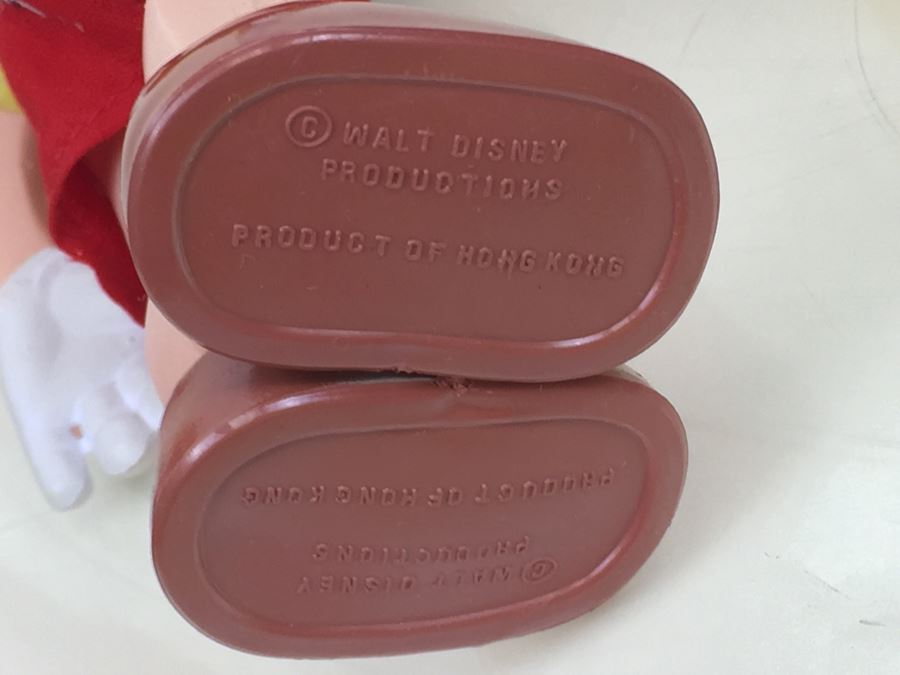 © WALT DISNEY
PRODUCTIONS
PRODUCT OF HONG KONG
© WALT DISNEY
PRODUCTIONS
PRODUCT OF HONG KONG